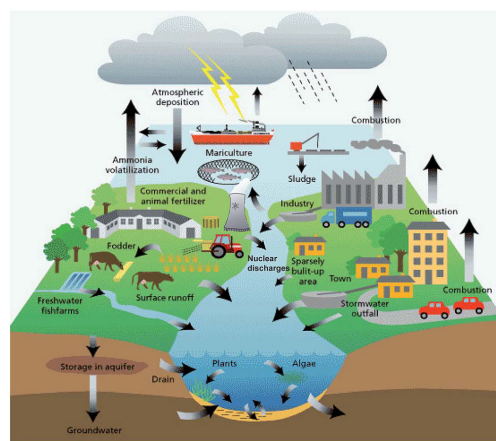 Atmospheric
deposition
Combustion
Mariculture
Sludge
Ammonia
volatilization
Commercial and
animal fertilizer
Industry
Combustion
Fodder
Nuclear
discharges
Sparsely
bulit-up
area
Town
Combustion
Freshwater
fishfarms
Surface runoff
Stormwater
outfall
Storage in aquifer
Drain
Plants
Algae
Groundwater